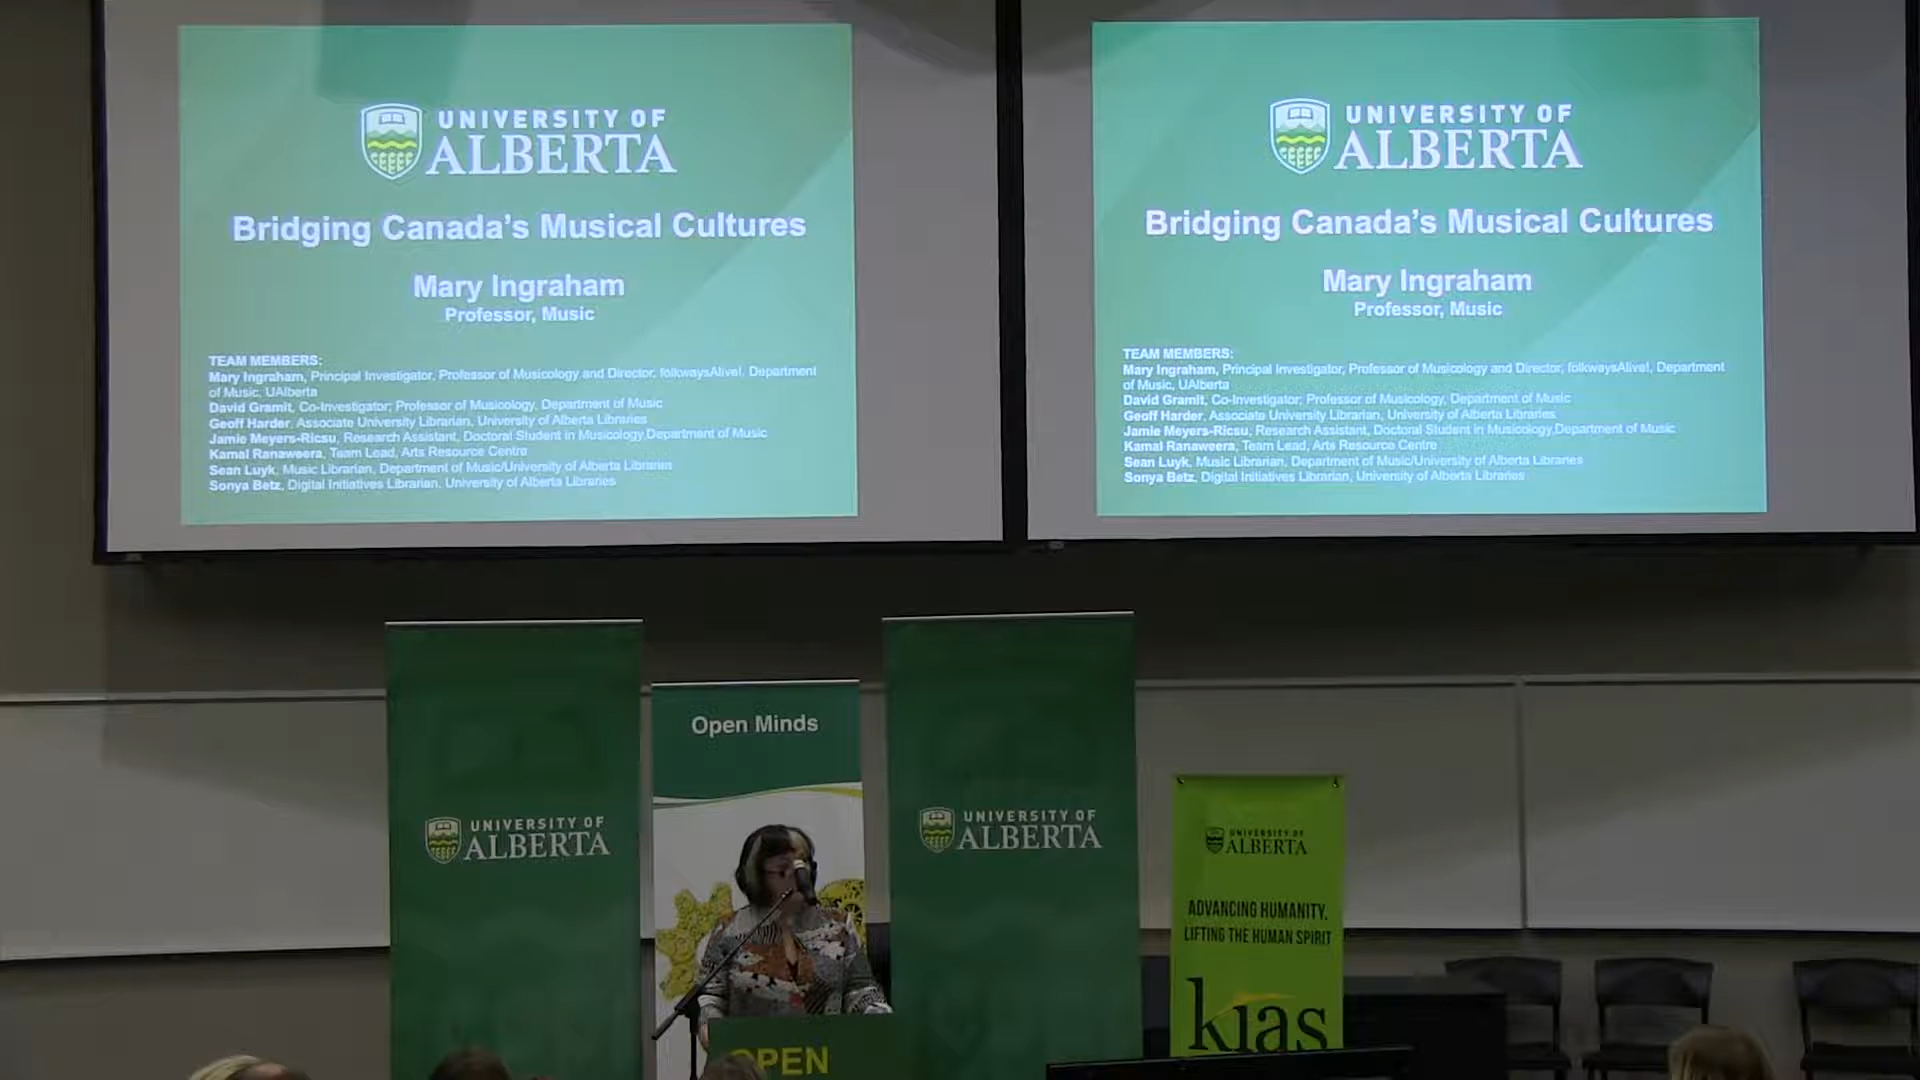 UNIVERSITY OF
ALBERTA
Bridging Canada's Musical Cultures
Mary Ingraham
Professor, Music
TEAM MEMBERS:
Mary Ingraham, Principal Investigator, Professor of Musicology and Director, folkwaysAlive!, Department
of Music, UAlberta
David Gramit, Co-Investigator; Professor of Musicology, Department of Music
Geoff Harder, Associate University Librarian, University of Alberta Libraries
Jamie Meyers-Ricsu, Research Assistant, Doctoral Student in Musicology,Department of Music
Kamal Ranaweera, Team Lead, Arts Resource Centre
Sean Luyk, Music Librarian, Department of Music/University of Alberta Libraries
Sonya Betz, Digital Initiatives Librarian, University of Alberta Libraries
UNIVERSITY OF
ALBERTA
Bridging Canada's Musical Cultures
Mary Ingraham
Professor, Music
TEAM MEMBERS:
Mary Ingraham, Principal Investigator, Professor of Musicology and Director, folkwaysAlive!, Department
of Music, UAlberta
David Gramit, Co-Investigator; Professor of Musicology, Department of Music
Geoff Harder, Associate University Librarian, University of Alberta Libraries
Jamie Meyers-Ricsu, Research Assistant, Doctoral Student in Musicology,Department of Music
Kamal Ranaweera, Team Lead, Arts Resource Centre
Sean Luyk, Music Librarian, Department of Music/University of Alberta Libraries
Sonya Betz, Digital Initiatives Librarian, University of Alberta Libraries
UNIVERSITY OF
ALBERTA
Open Minds
UNIVERSITY OF
ALBERTA
UNIVERSITY OF
ALBERTA
ADVANCING HUMANITY,
LIFTING THE HUMAN SPIRIT
kias
OPEN